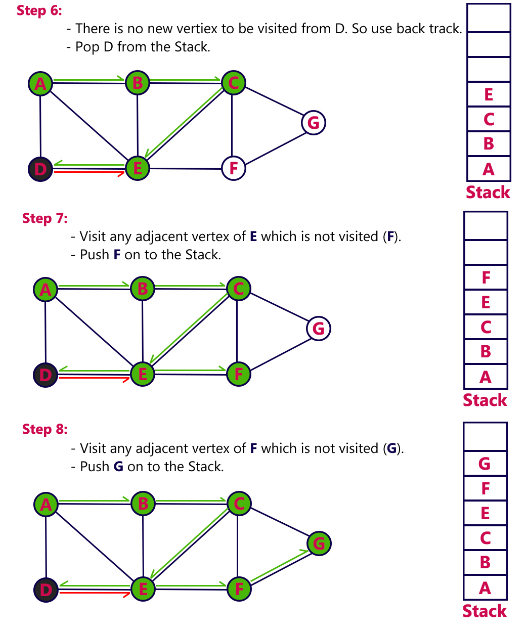 Step 6:
- There is no new vertiex to be visited from D. So use back track.
- Pop D from the Stack.
A
B
C
G
D
E
F
E
C
B
A
Stack
Step 7:
- Visit any adjacent vertex of E which is not visited (F).
- Push F on to the Stack.
A
B
C
G
D
E
F
F
E
C
B
A
Stack
Step 8:
- Visit any adjacent vertex of F which is not visited (G).
- Push G on to the Stack.
A
B
C
G
D
E
F
G
F
E
C
B
A
Stack